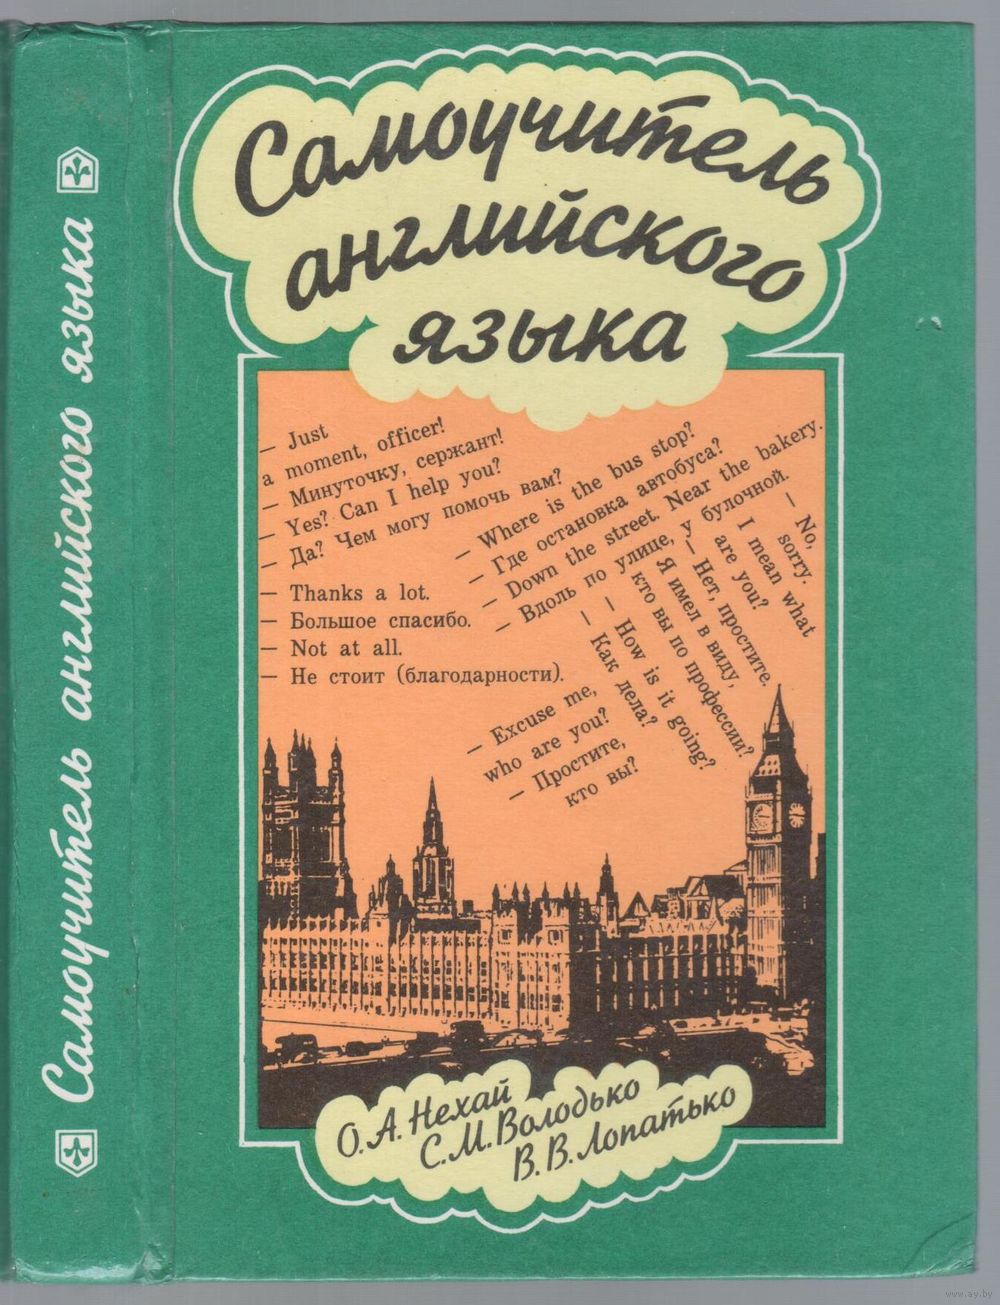 Самоучитель английского языка
Самоучитель
английского
языка
— Just
a moment, officer!
— Минуточку, сержант!
— Yes? Can I help you?
— Да? Чем могу помочь вам?
— Thanks a lot.
— Большое спасибо.
— Not at all.
— Не стоит (благодарности).
— Where is the bus stop?
— Где остановка автобуса?
— Down the street. Near the bakery.
— Вдоль по улице, у булочной.
— Excuse me,
who are you?
— Простите,
кто вы?
— No,
sorry.
I mean what
are you?
— Нет, простите.
Я имел в виду,
кто вы по профессии?
— How is it going?
— Как дела?
О. А. Нехай
С. М. Володько
В. В. Лопатько
www.ay.by